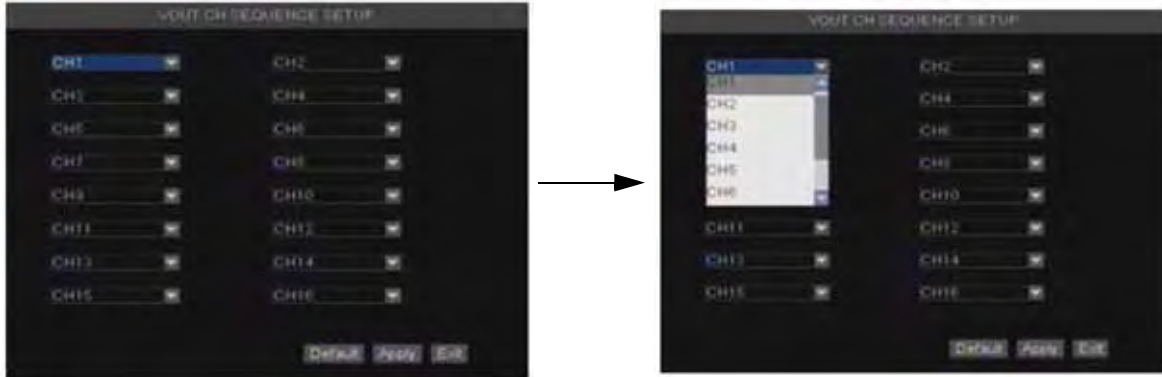 VOUT CH SEQUENCE SETUP
CH1 CH2
CH3 CH4
CH5 CH6
CH7 CH8
CH9 CH10
CH11 CH12
CH13 CH14
CH15 CH16
Default Apply Exit
VOUT CH SEQUENCE SETUP
CH1 CH2
CH1
CH2 CH4
CH3 CH6
CH4 CH8
CH5
CH6 CH10
CH11 CH12
CH13 CH14
CH15 CH16
Default Apply Exit